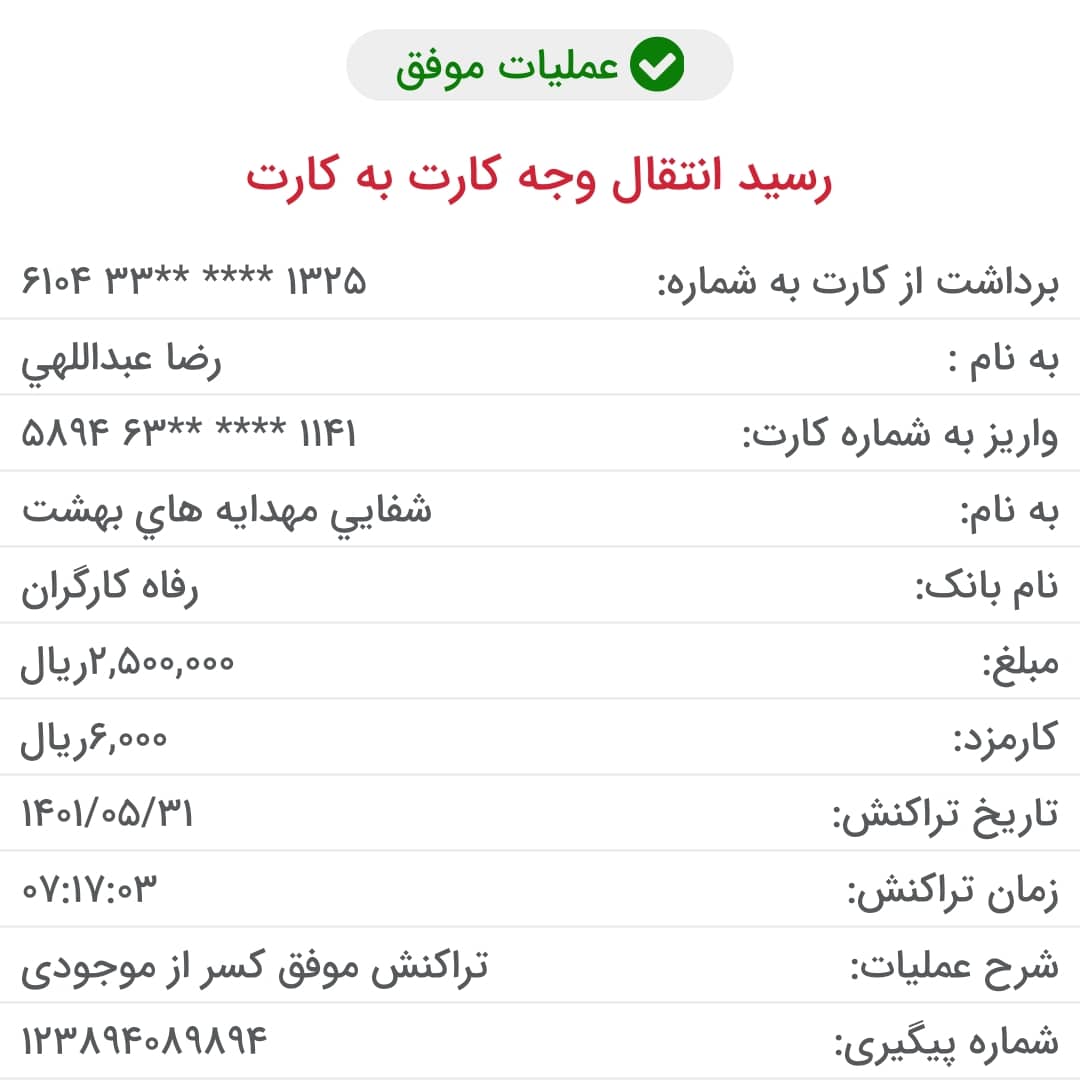 عملیات موفق
رسید انتقال وجه کارت به کارت
برداشت از کارت به شماره: ۶۱۰۴ ۳۳** **** ۱۳۲۵
به نام : رضا عبداللهي
واریز به شماره کارت: ۵۸۹۴ ۶۳** **** ۱۱۴۱
به نام: شفايي مهدايه هاي بهشت
نام بانک: رفاه کارگران
مبلغ: ۲,۵۰۰,۰۰۰ریال
کارمزد: ۶,۰۰۰ریال
تاریخ تراکنش: ۱۴۰۱/۰۵/۳۱
زمان تراکنش: ۰۷:۱۷:۰۳
شرح عملیات: تراکنش موفق کسر از موجودی
شماره پیگیری: ۱۲۳۸۹۴۰۸۹۸۹۴